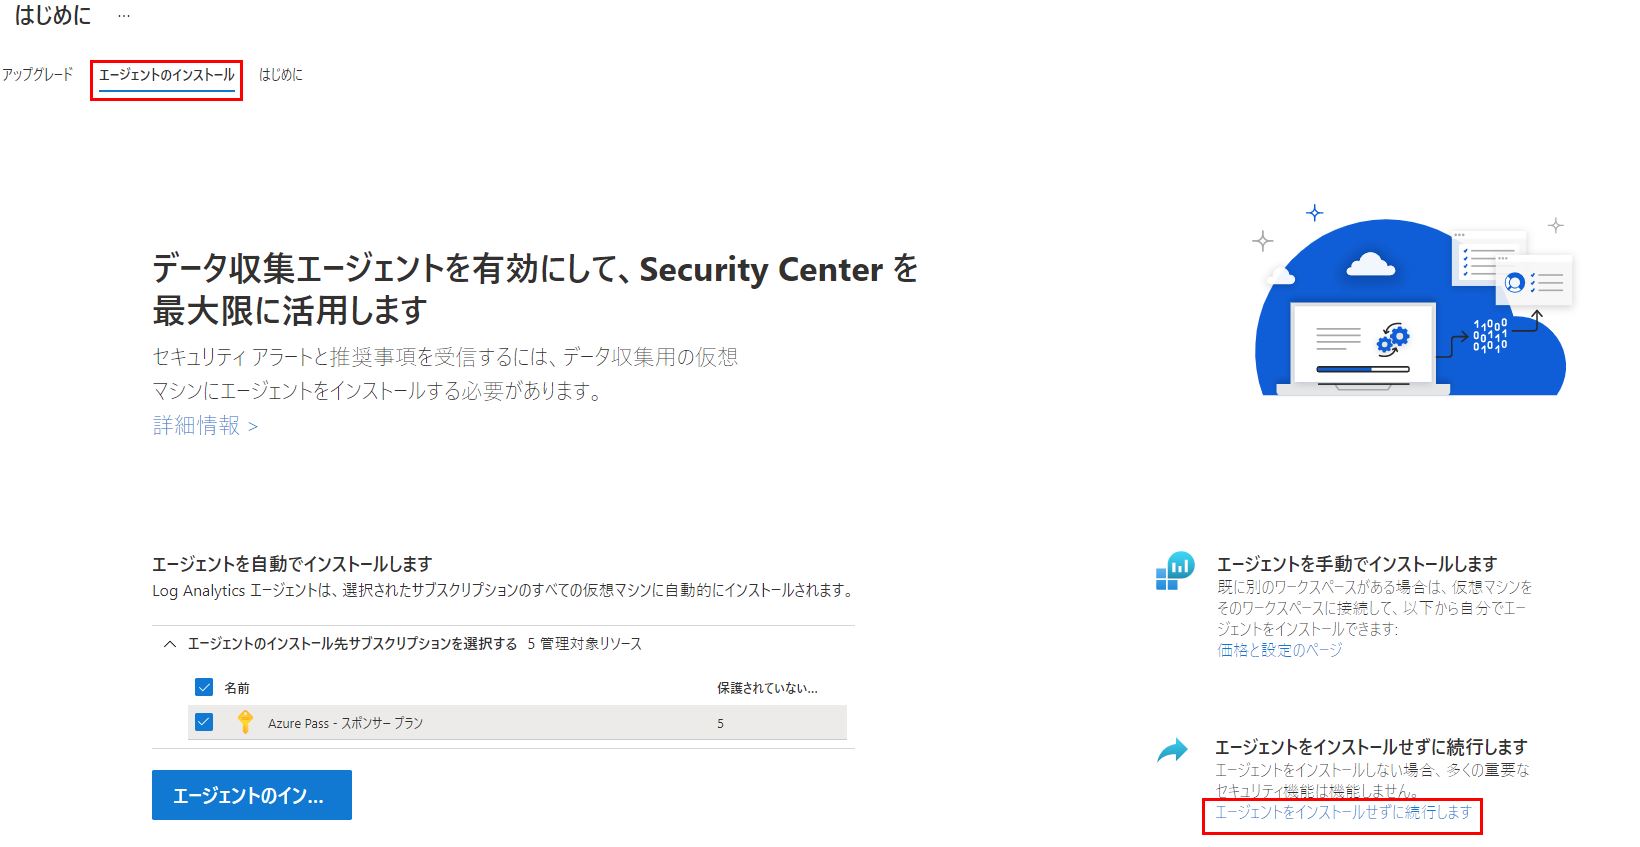 はじめに ...
アップグレード エージェントのインストール はじめに
データ収集エージェントを有効にして、Security Center を
最大限に活用します
セキュリティ アラートと推奨事項を受信するには、データ収集用の仮想
マシンにエージェントをインストールする必要があります。
詳細情報 >
エージェントを自動でインストールします
Log Analytics エージェントは、選択されたサブスクリプションのすべての仮想マシンに自動的にインストールされます。
エージェントのインストール先サブスクリプションを選択する 5 管理対象リソース
名前 保護されていない...
Azure Pass - スポンサー プラン 5
エージェントのイン...
エージェントを手動でインストールします
既に別のワークスペースがある場合は、仮想マシンを
そのワークスペースに接続して、以下から自分でエー
ジェントをインストールできます:
価格と設定のページ
エージェントをインストールせずに続行します
エージェントをインストールしない場合、多くの重要な
セキュリティ機能は機能しません。
エージェントをインストールせずに続行します